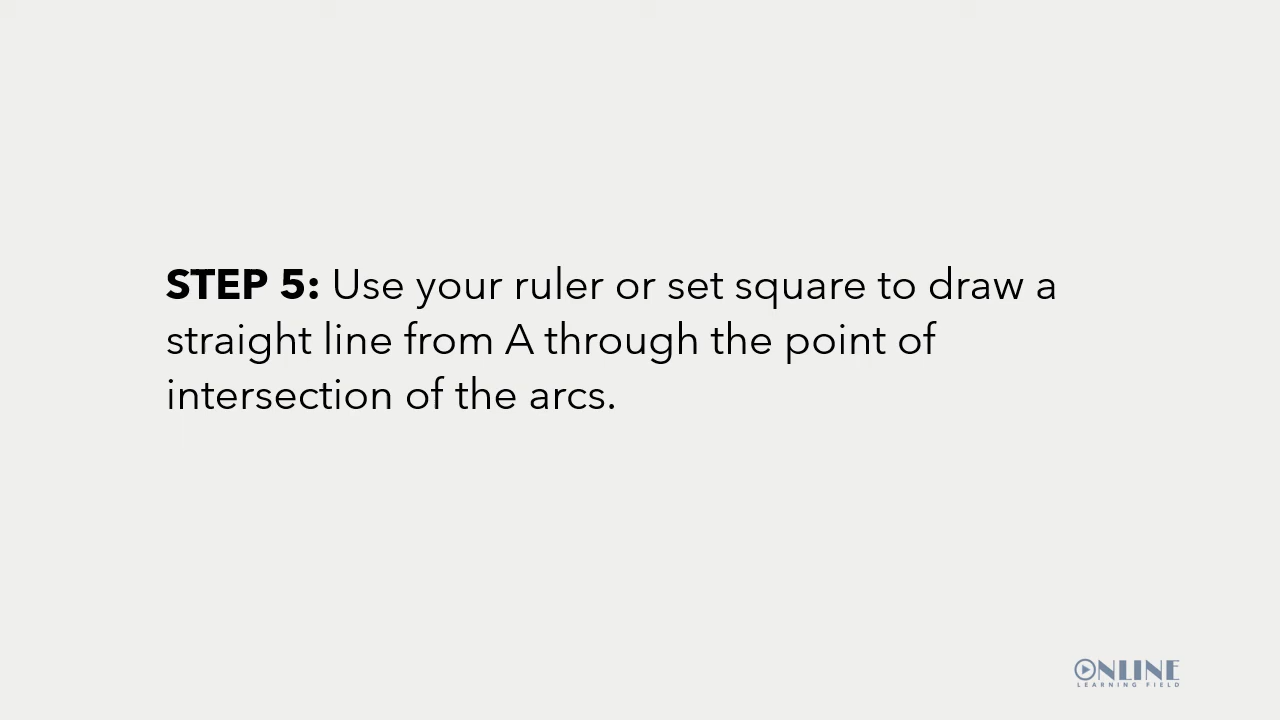 STEP 5: Use your ruler or set square to draw a
straight line from A through the point of
intersection of the arcs.
ONLINE
LEARNING FIELD